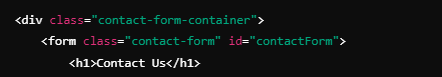 <div class="contact-form-container">
<form class="contact-form" id="contactForm">
<h1>Contact Us</h1>